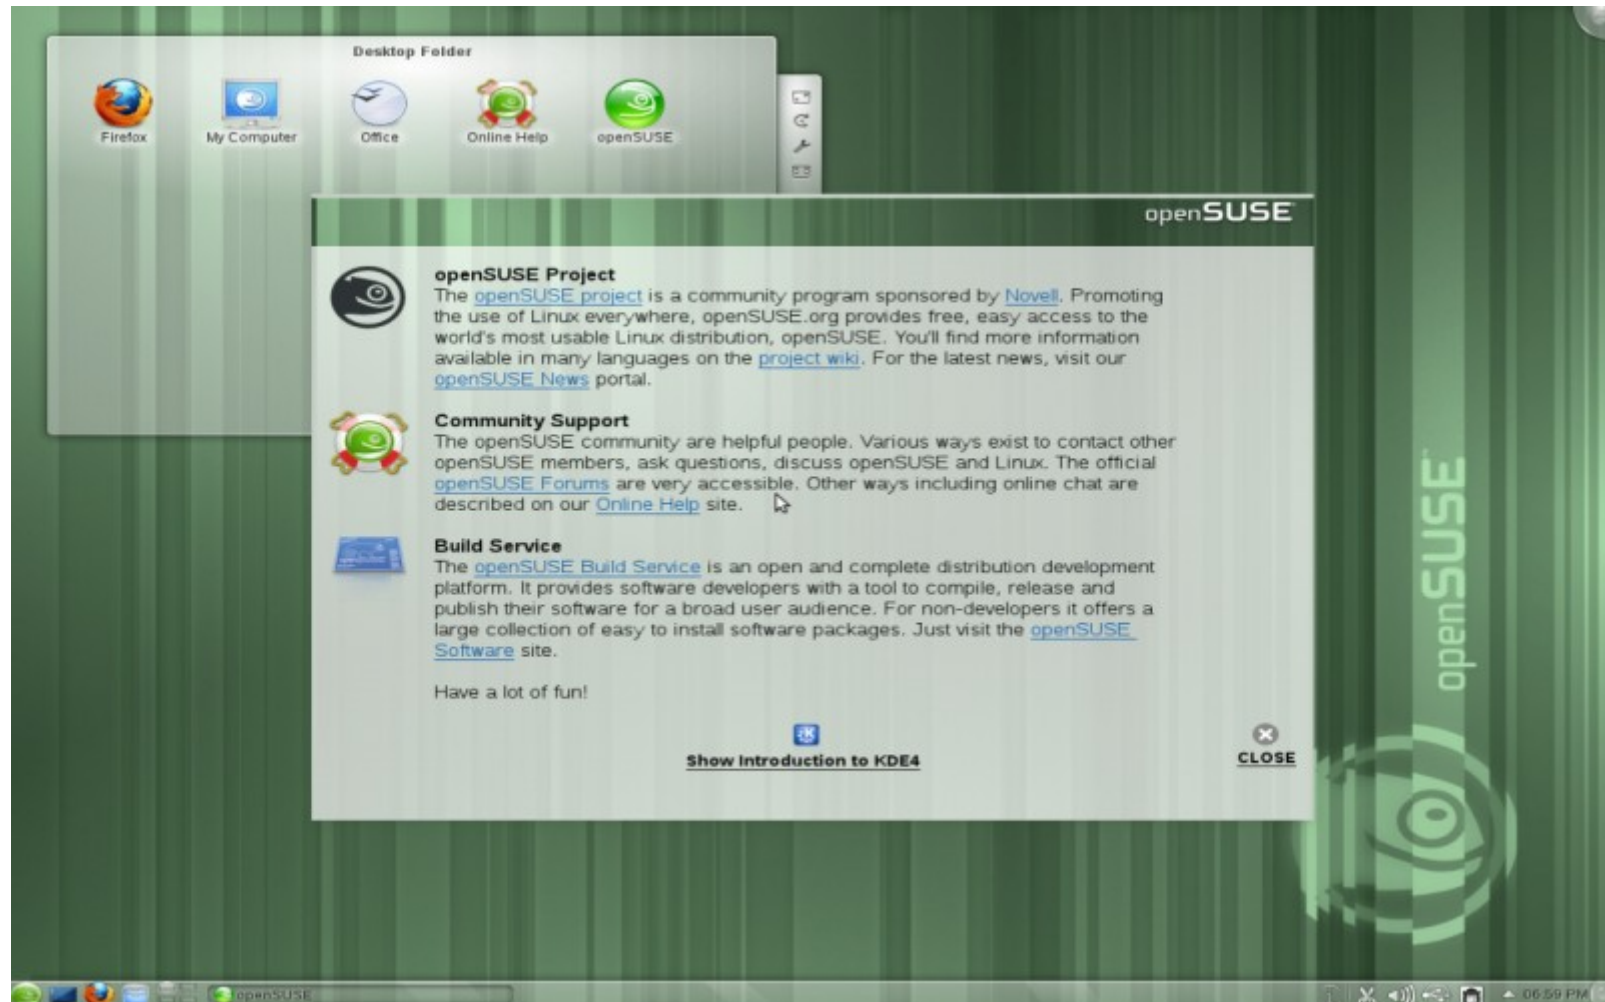 Desktop Folder
Firefox
My Computer
Office
Online Help
openSUSE
openSUSE
openSUSE Project
The openSUSE project is a community program sponsored by Novell. Promoting
the use of Linux everywhere, openSUSE.org provides free, easy access to the
world's most usable Linux distribution, openSUSE. You'll find more information
available in many languages on the project wiki. For the latest news, visit our
openSUSE News portal.
Community Support
The openSUSE community are helpful people. Various ways exist to contact other
openSUSE members, ask questions, discuss openSUSE and Linux. The official
openSUSE Forums are very accessible. Other ways including online chat are
described on our Online Help site.
Build Service
The openSUSE Build Service is an open and complete distribution development
platform. It provides software developers with a tool to compile, release and
publish their software for a broad user audience. For non-developers it offers a
large collection of easy to install software packages. Just visit the openSUSE
Software site.
Have a lot of fun!
Show Introduction to KDE4
CLOSE
openSUSE
openSUSE
06:59 PM